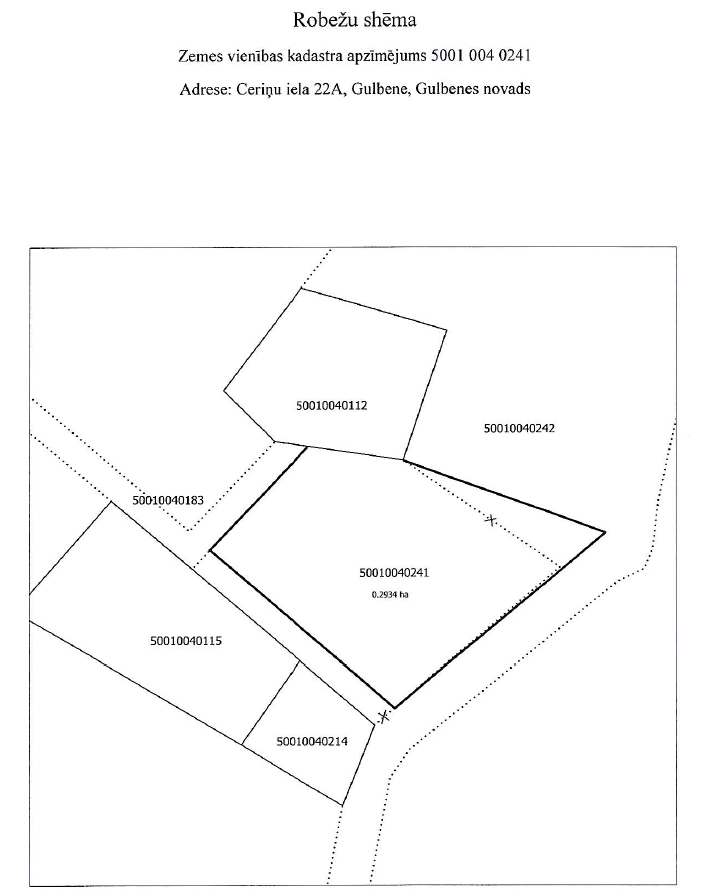 Robežu shēma
Zemes vienības kadastra apzīmējums 5001 004 0241
Adrese: Ceriņu iela 22A, Gulbene, Gulbenes novads
50010040112
50010040242
50010040183
50010040241
0.2934 ha
50010040115
50010040214